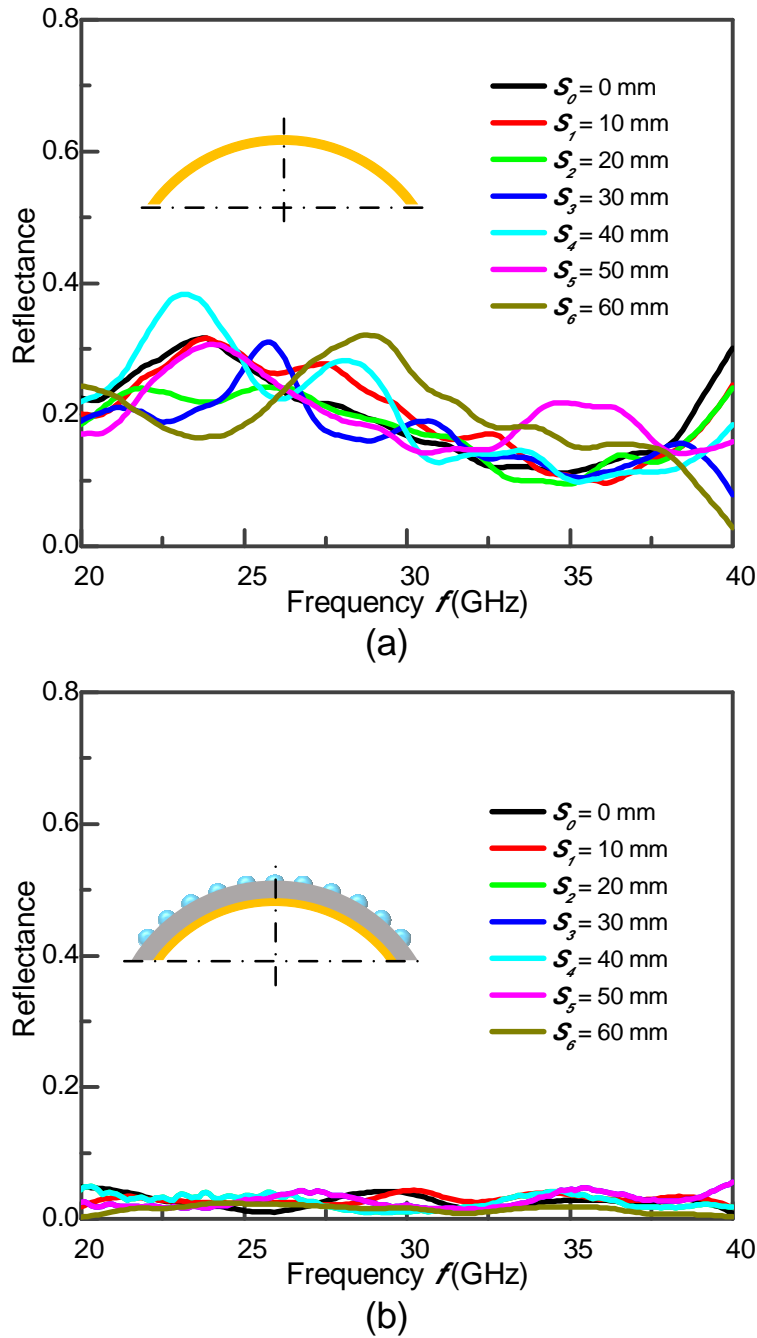 0.8
0.6
0.4
0.2
0.0
Reflectance
S0 = 0 mm
S1 = 10 mm
S2 = 20 mm
S3 = 30 mm
S4 = 40 mm
S5 = 50 mm
S6 = 60 mm
20 25 30 35 40
Frequency f (GHz)
(a)
0.8
0.6
0.4
0.2
0.0
Reflectance
S0 = 0 mm
S1 = 10 mm
S2 = 20 mm
S3 = 30 mm
S4 = 40 mm
S5 = 50 mm
S6 = 60 mm
20 25 30 35 40
Frequency f (GHz)
(b)